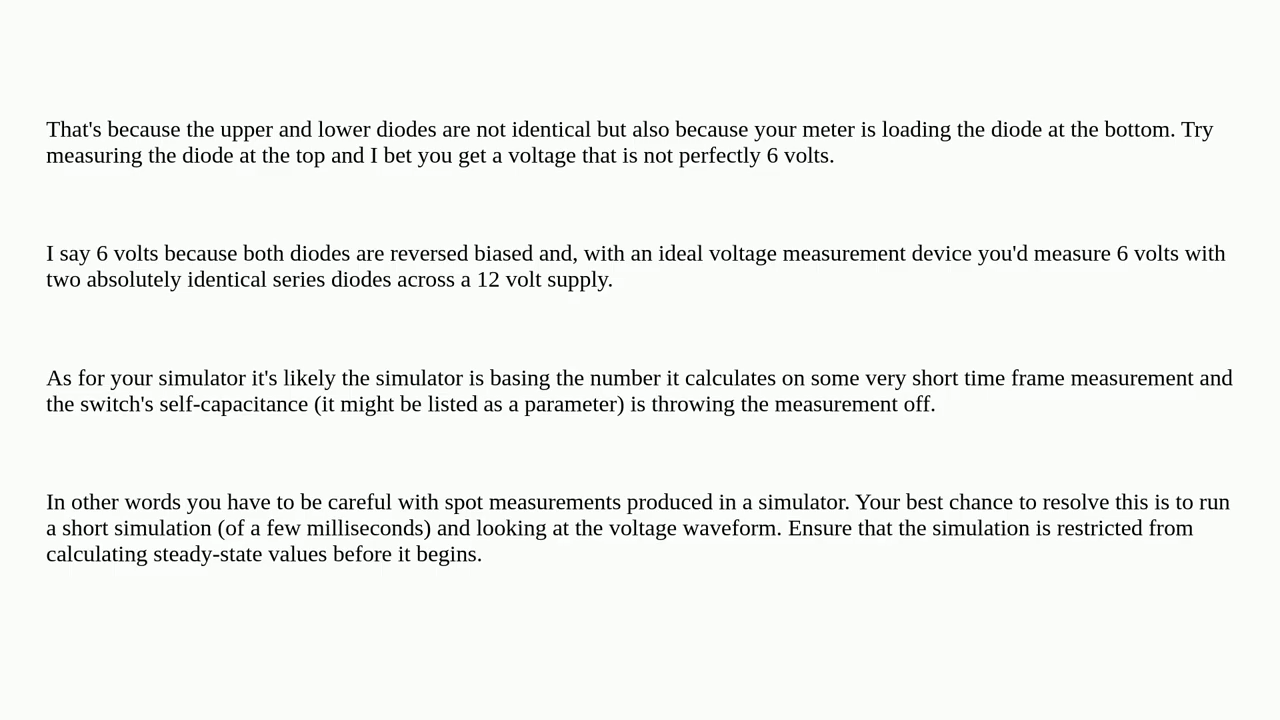 That's because the upper and lower diodes are not identical but also because your meter is loading the diode at the bottom. Try
measuring the diode at the top and I bet you get a voltage that is not perfectly 6 volts.
I say 6 volts because both diodes are reversed biased and, with an ideal voltage measurement device you'd measure 6 volts with
two absolutely identical series diodes across a 12 volt supply.
As for your simulator it's likely the simulator is basing the number it calculates on some very short time frame measurement and
the switch's self-capacitance (it might be listed as a parameter) is throwing the measurement off.
In other words you have to be careful with spot measurements produced in a simulator. Your best chance to resolve this is to run
a short simulation (of a few milliseconds) and looking at the voltage waveform. Ensure that the simulation is restricted from
calculating steady-state values before it begins.